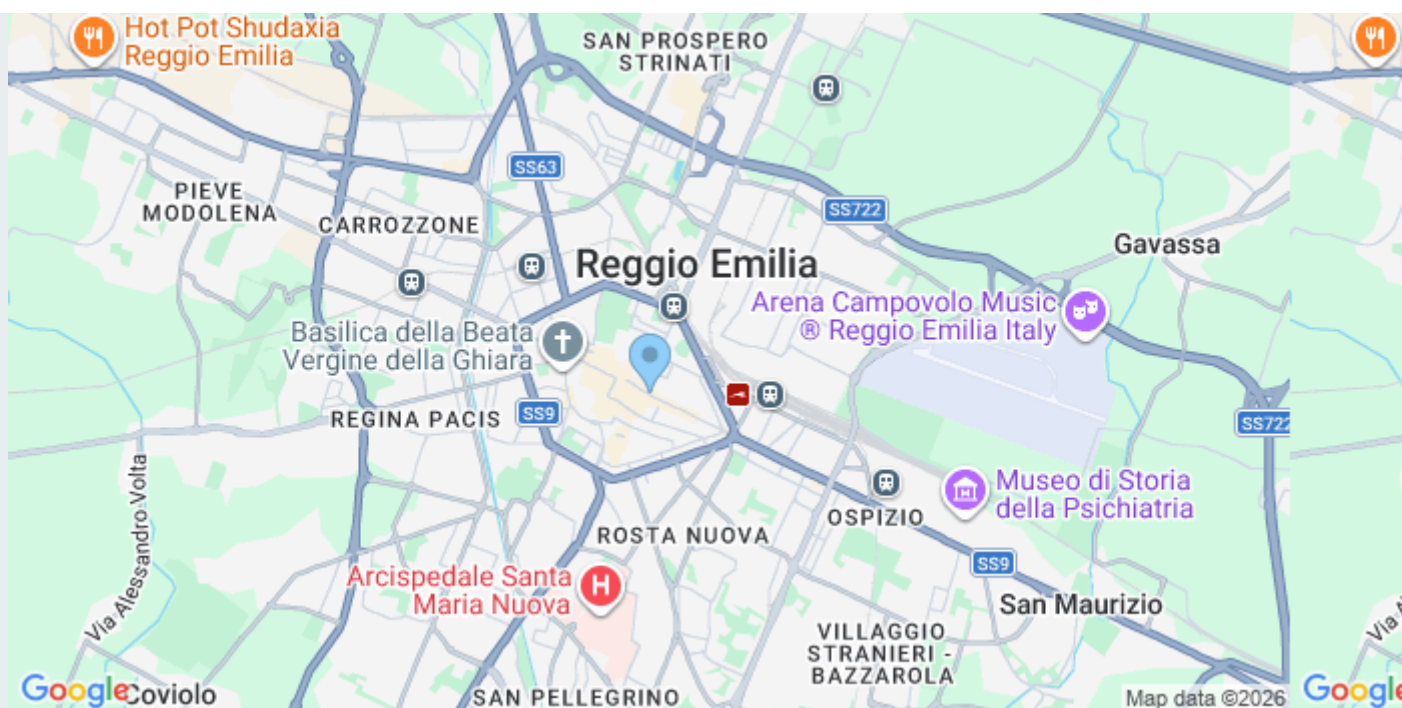 Hot Pot Shudaxia
Reggio Emilia
SAN PROSPERO
STRINATI
SS63
PIEVE
MODOLENA
CARROZZONE
SS722
Gavassa
Reggio Emilia
Arena Campovolo Music
® Reggio Emilia Italy
Basilica della Beata
Vergine della Ghiara
REGINA PACIS
SS9
SS722
Via Alessandro Volta
Museo di Storia
della Psichiatria
OSPIZIO
ROSTA NUOVA
SS9
Arcispedale Santa
Maria Nuova
H
San Maurizio
VILLAGGIO
STRANIERI -
BAZZAROLA
Via
Google
Coviolo
SAN PELLEGRINO
Map data ©2026
Google